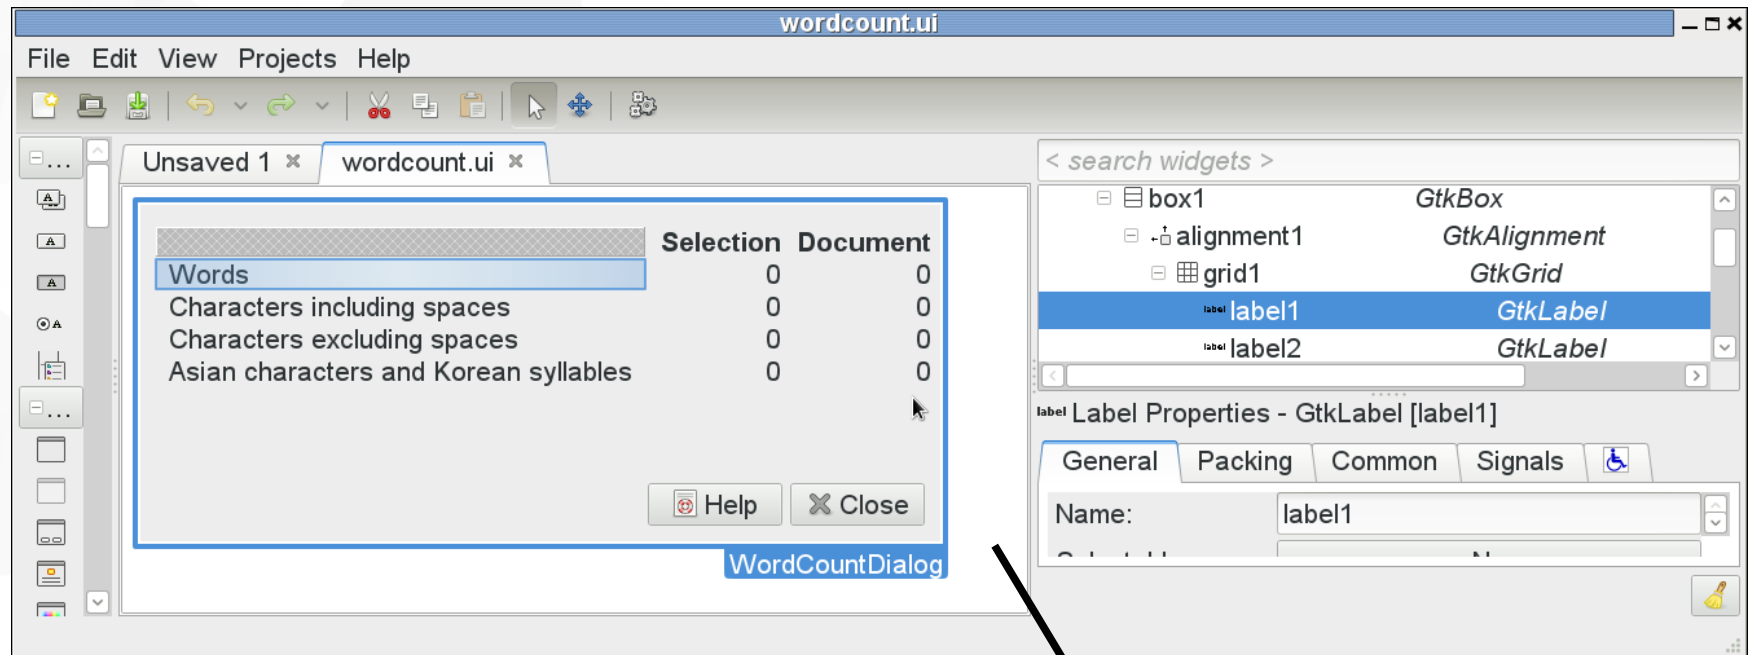 wordcount.ui
File Edit View Projects Help
...
Unsaved 1
wordcount.ui
< search widgets >
box1 GtkBox
alignment1 GtkAlignment
grid1 GtkGrid
label label1 GtkLabel
label label2 GtkLabel
Selection Document
Words 0 0
Characters including spaces 0 0
Characters excluding spaces 0 0
Asian characters and Korean syllables 0 0
Help Close
WordCountDialog
A
A
A
A
...
label Label Properties - GtkLabel [label1]
General Packing Common Signals
Name: label1